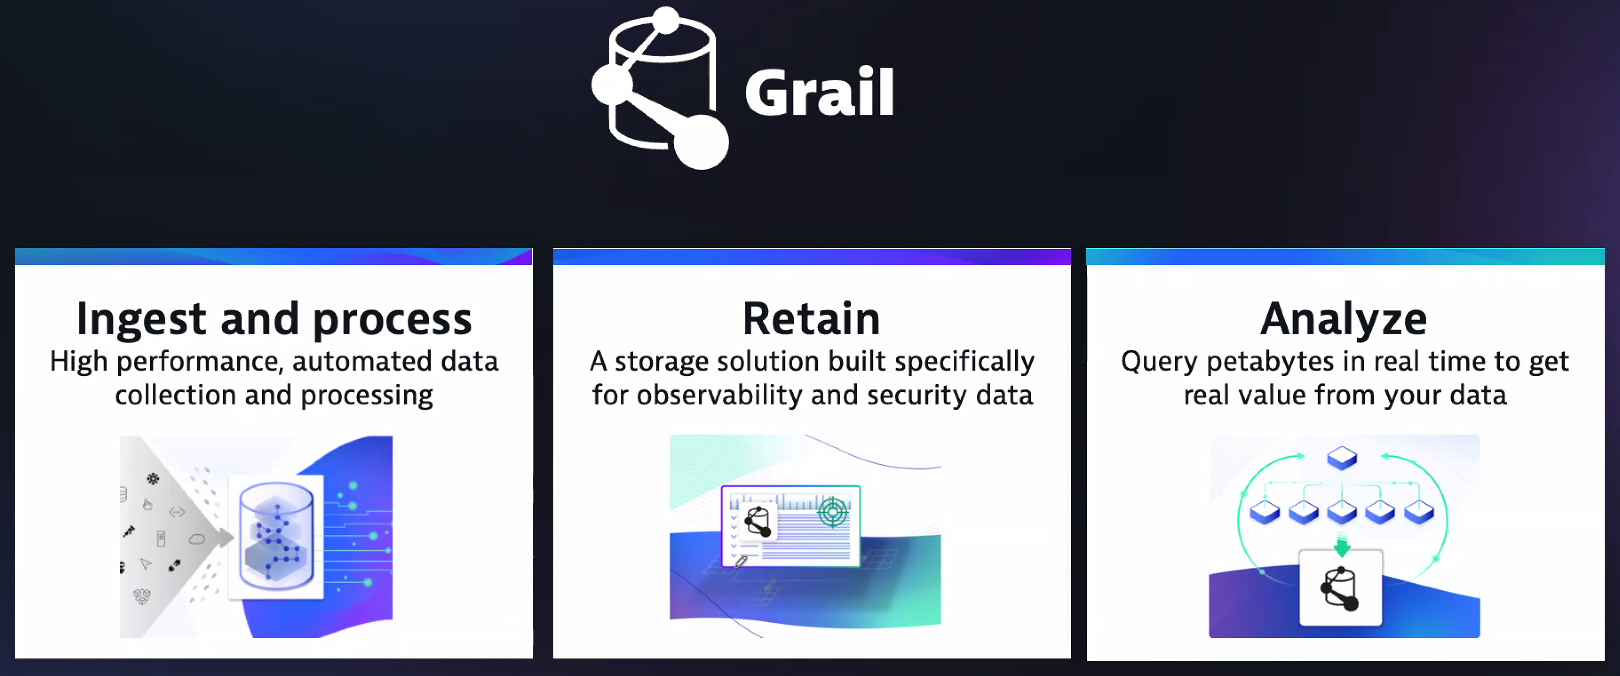 Grail
Ingest and process
High performance, automated data
collection and processing
Retain
A storage solution built specifically
for observability and security data
Analyze
Query petabytes in real time to get
real value from your data